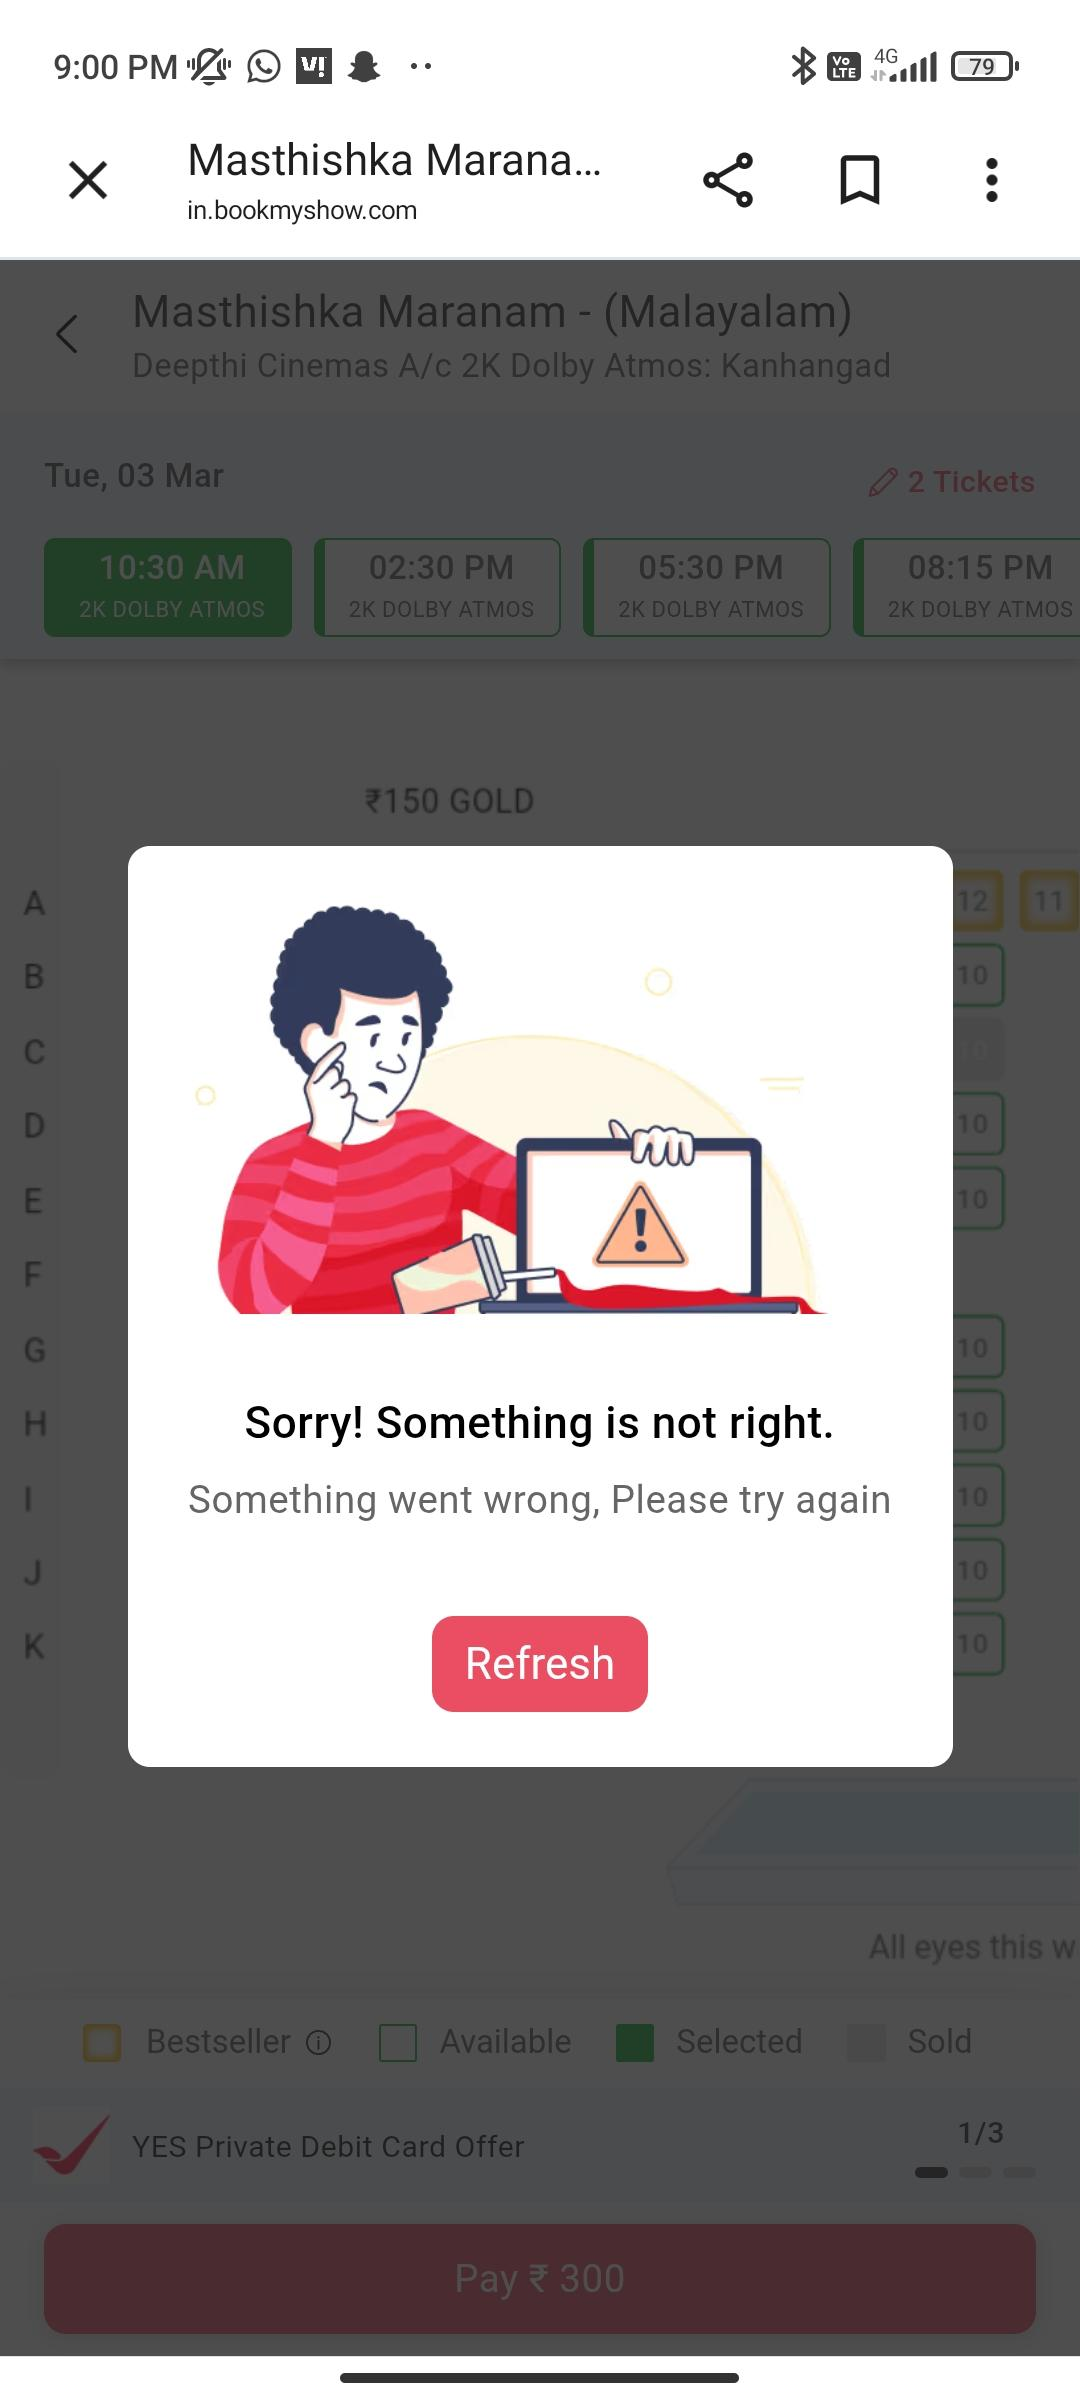 9:00 PM
Vo LTE 4G 79
Masthishka Marana...
in.bookmyshow.com
Masthishka Maranam - (Malayalam)
Deepthi Cinemas A/c 2K Dolby Atmos: Kanhangad
Tue, 03 Mar
2 Tickets
10:30 AM 02:30 PM 05:30 PM 08:15 PM
2K DOLBY ATMOS 2K DOLBY ATMOS 2K DOLBY ATMOS 2K DOLBY ATMOS
₹150 GOLD
A 12 11
B 10
C 10
D 10
E 10
F
G 10
H 10
I 10
J 10
K 10
Sorry! Something is not right.
Something went wrong, Please try again
Refresh
All eyes this w
Bestseller Available Selected Sold
YES Private Debit Card Offer
1/3
Pay ₹ 300